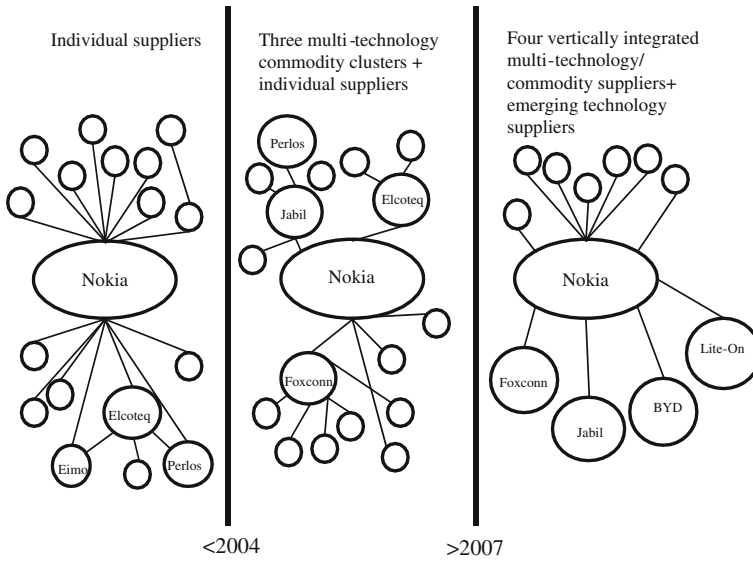 Individual suppliers
Three multi-technology
commodity clusters +
individual suppliers
Four vertically integrated
multi-technology/
commodity suppliers+
emerging technology
suppliers
Perlos
Jabil
Elcoteq
Nokia
Nokia
Nokia
Foxconn
Elcoteq
Eimo
Perlos
Foxconn
Jabil
BYD
Lite-On
<2004
>2007